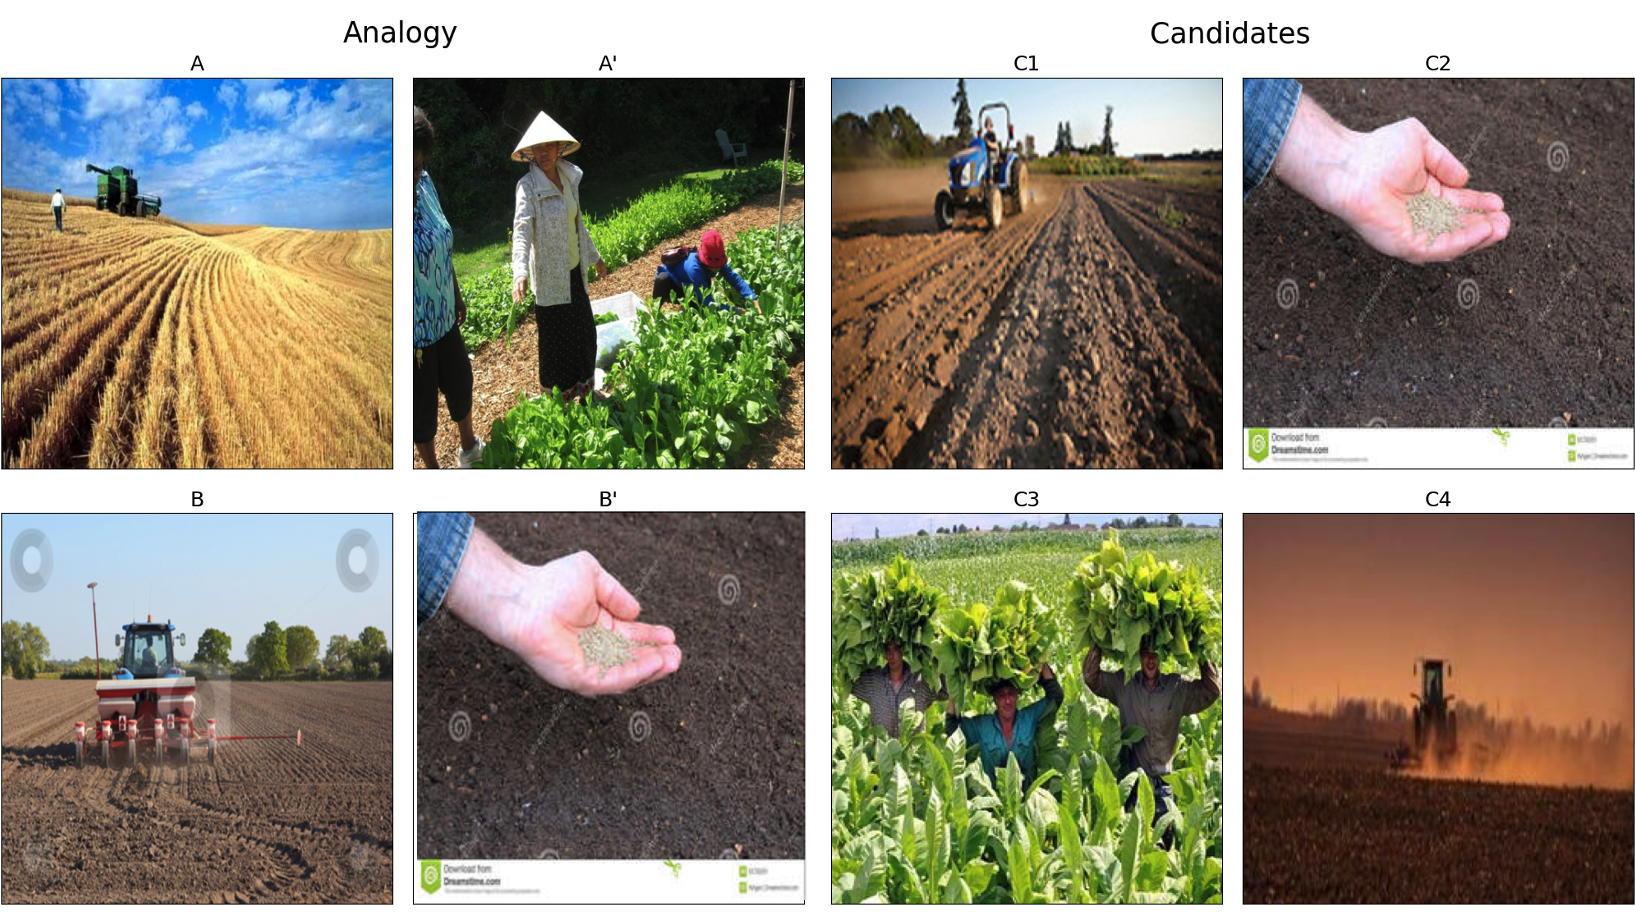 Analogy
Candidates
A
A'
C1
C2
Download from
Dreamstime.com
B
B'
C3
C4
Download from
Dreamstime.com